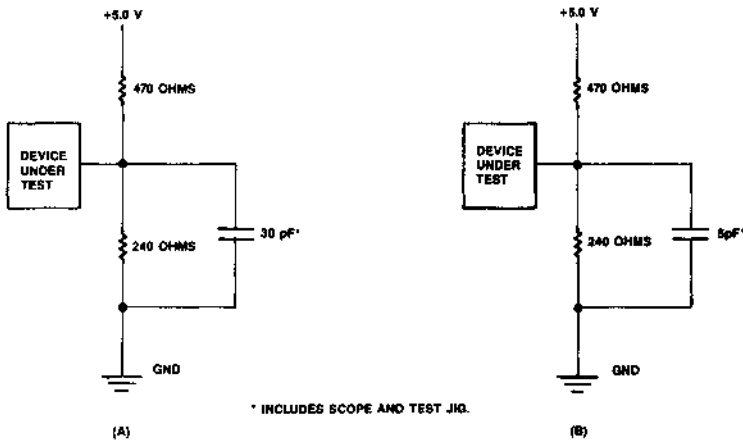 +5.0 V
470 OHMS
DEVICE
UNDER
TEST
30 pF*
240 OHMS
GND
(A)
+5.0 V
470 OHMS
DEVICE
UNDER
TEST
5pF*
240 OHMS
GND
(B)
* INCLUDES SCOPE AND TEST JIG.